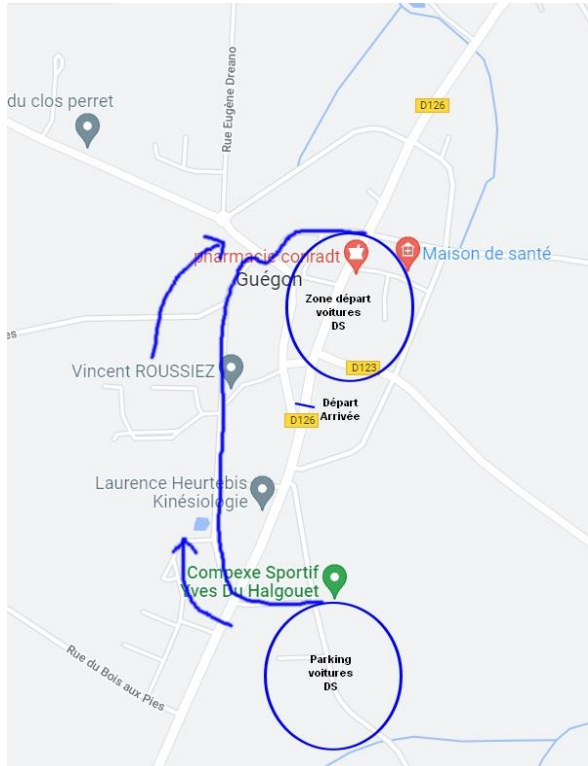 D126
du clos perret
Rue Eugène Dreano
pharmacie conradt
Maison de santé
Guégon
Zone départ
voitures
DS
es
Vincent ROUSSIEZ
D123
Départ
Arrivée
D126
Laurence Heurtebis
Kinésiologie
Compexe Sportif
Yves Du Halgouet
Parking
voitures
DS
Rue du Bois aux Pies